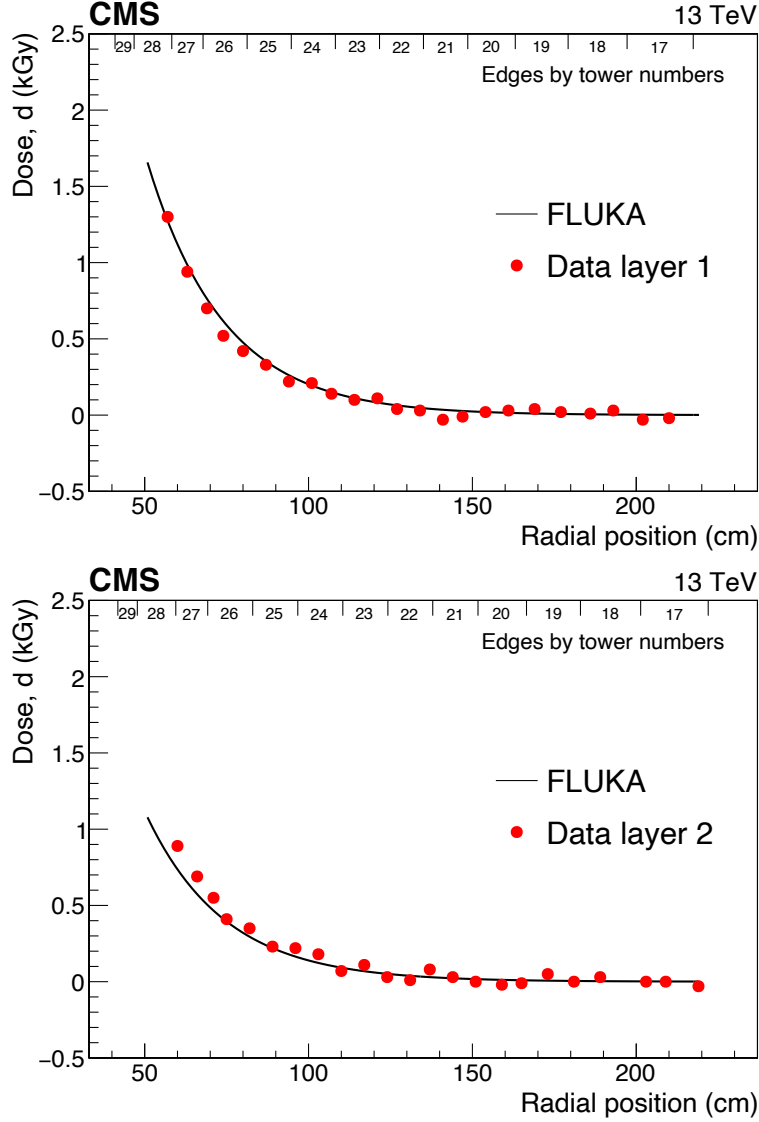 CMS 13 TeV
29 28 27 26 25 24 23 22 21 20 19 18 17
Edges by tower numbers
2.5
2
1.5
1
0.5
0
−0.5
Dose, d (kGy)
FLUKA
Data layer 1
50 100 150 200
Radial position (cm)
CMS 13 TeV
29 28 27 26 25 24 23 22 21 20 19 18 17
Edges by tower numbers
2.5
2
1.5
1
0.5
0
−0.5
Dose, d (kGy)
FLUKA
Data layer 2
50 100 150 200
Radial position (cm)